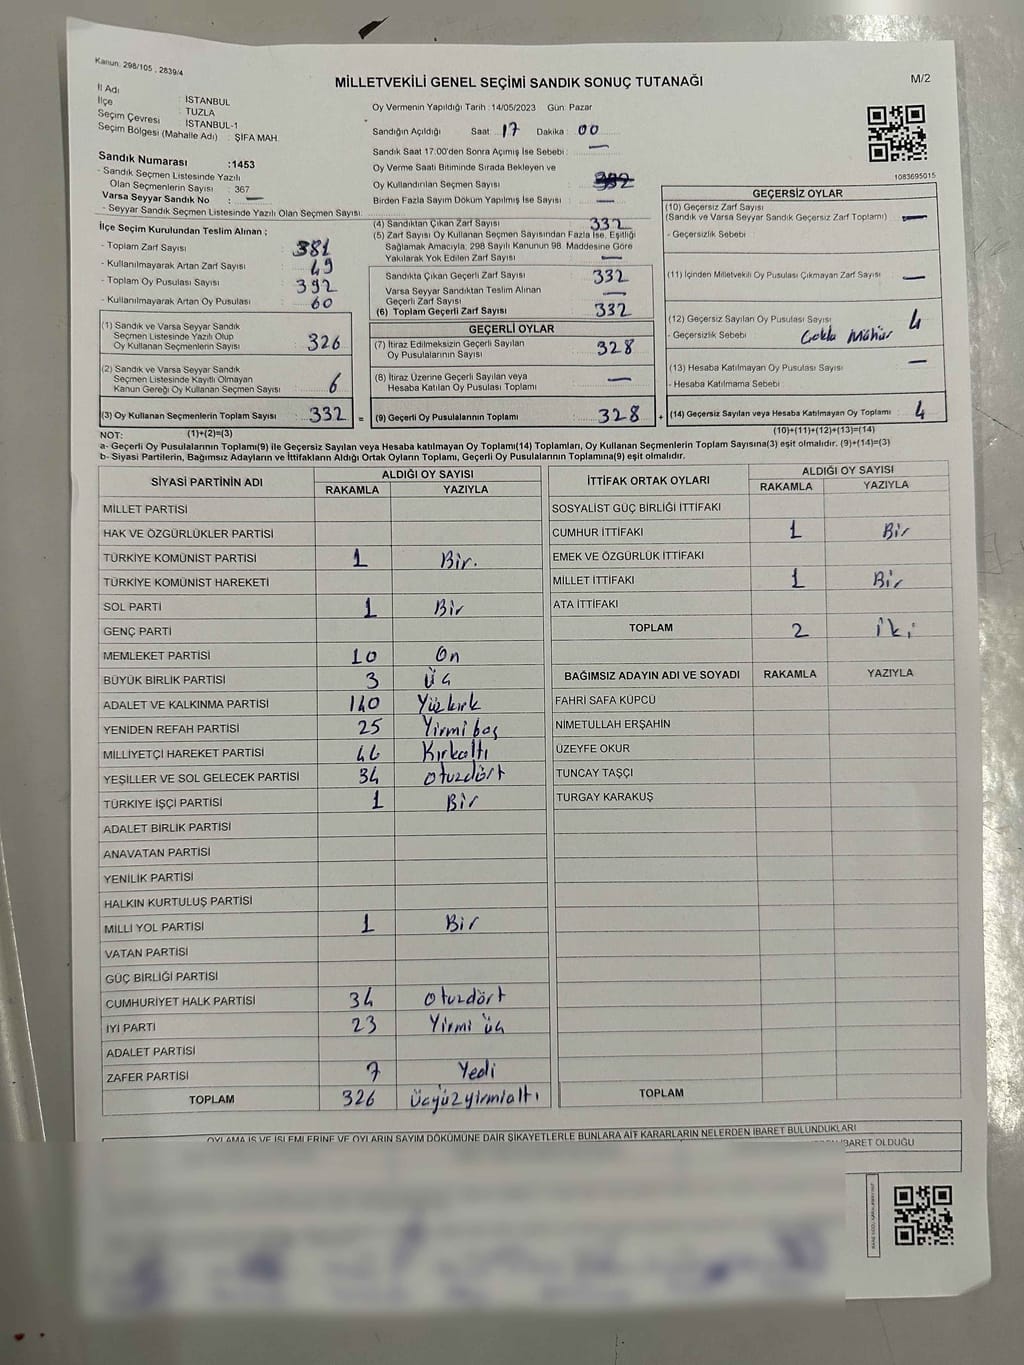 Kanun: 298/105 , 2839/4
MİLLETVEKİLİ GENEL SEÇİMİ SANDIK SONUÇ TUTANAĞI
M/2
İl Adı : İSTANBUL
İlçe : TUZLA
Seçim Çevresi : İSTANBUL-1
Seçim Bölgesi (Mahalle Adı) : ŞİFA MAH.
Sandık Numarası :1453
- Sandık Seçmen Listesinde Yazılı
Olan Seçmenlerin Sayısı : 367
Varsa Seyyar Sandık No : —
- Seyyar Sandık Seçmen Listesinde Yazılı Olan Seçmen Sayısı:
İlçe Seçim Kurulundan Teslim Alınan ;
- Toplam Zarf Sayısı 381
- Kullanılmayarak Artan Zarf Sayısı 49
- Toplam Oy Pusulası Sayısı 392
- Kullanılmayarak Artan Oy Pusulası 60
(1) Sandık ve Varsa Seyyar Sandık
Seçmen Listesinde Yazılı Olup
Oy Kullanan Seçmenlerin Sayısı 326
(2) Sandık ve Varsa Seyyar Sandık
Seçmen Listesinde Kayıtlı Olmayan
Kanun Gereği Oy Kullanan Seçmen Sayısı 6
(3) Oy Kullanan Seçmenlerin Toplam Sayısı 332 =
Oy Vermenin Yapıldığı Tarih :14/05/2023 Gün: Pazar
Sandığın Açıldığı Saat: 17 Dakika : 00
Sandık Saat 17:00'den Sonra Açımış İse Sebebi : —
Oy Verme Saati Bitiminde Sırada Bekleyen ve
Oy Kullandırılan Seçmen Sayısı
Birden Fazla Sayım Döküm Yapılmış İse Sayısı —
(4) Sandıktan Çıkan Zarf Sayısı 332
(5) Zarf Sayısı Oy Kullanan Seçmen Sayısından Fazla İse, Eşitliği
Sağlamak Amacıyla, 298 Sayılı Kanunun 98. Maddesine Göre
Yakılarak Yok Edilen Zarf Sayısı —
Sandıkta Çıkan Geçerli Zarf Sayısı 332
Varsa Seyyar Sandıktan Teslim Alınan
Geçerli Zarf Sayısı —
(6) Toplam Geçerli Zarf Sayısı 332
GEÇERLİ OYLAR
(7) İtiraz Edilmeksizin Geçerli Sayılan
Oy Pusulalarının Sayısı 328
(8) İtiraz Üzerine Geçerli Sayılan veya
Hesaba Katılan Oy Pusulası Toplamı —
(9) Geçerli Oy Pusulalarının Toplamı 328 +
1083695015
GEÇERSİZ OYLAR
(10) Geçersiz Zarf Sayısı
(Sandık ve Varsa Seyyar Sandık Geçersiz Zarf Toplamı) —
- Geçersizlik Sebebi
(11) İçinden Milletvekili Oy Pusulası Çıkmayan Zarf Sayısı —
(12) Geçersiz Sayılan Oy Pusulası Sayısı 4
- Geçersizlik Sebebi Çokta Mühür
(13) Hesaba Katılmayan Oy Pusulası Sayısı —
- Hesaba Katılmama Sebebi
(14) Geçersiz Sayılan veya Hesaba Katılmayan Oy Toplamı 4
NOT: (1)+(2)=(3)
(10)+(11)+(12)+(13)=(14)
a- Geçerli Oy Pusulalarının Toplamı(9) ile Geçersiz Sayılan veya Hesaba katılmayan Oy Toplamı(14) Toplamları, Oy Kullanan Seçmenlerin Toplam Sayısına(3) eşit olmalıdır. (9)+(14)=(3)
b- Siyasi Partilerin, Bağımsız Adayların ve İttifakların Aldığı Ortak Oyların Toplamı, Geçerli Oy Pusulalarının Toplamına(9) eşit olmalıdır.
SİYASİ PARTİNİN ADI ALDIĞI OY SAYISI
RAKAMLA YAZIYLA
MİLLET PARTİSİ
HAK VE ÖZGÜRLÜKLER PARTİSİ
TÜRKİYE KOMÜNİST PARTİSİ 1 Bir.
TÜRKİYE KOMÜNİST HAREKETİ
SOL PARTİ 1 Bir
GENÇ PARTİ
MEMLEKET PARTİSİ 10 On
BÜYÜK BİRLİK PARTİSİ 3 Üç
ADALET VE KALKINMA PARTİSİ 140 Yüzkırk
YENİDEN REFAH PARTİSİ 25 Yirmi beş
MİLLİYETÇİ HAREKET PARTİSİ 46 Kırkaltı
YEŞİLLER VE SOL GELECEK PARTİSİ 34 otuzdört
TÜRKİYE İŞÇİ PARTİSİ 1 Bir
ADALET BİRLİK PARTİSİ
ANAVATAN PARTİSİ
YENİLİK PARTİSİ
HALKIN KURTULUŞ PARTİSİ
MİLLİ YOL PARTİSİ 1 Bir
VATAN PARTİSİ
GÜÇ BİRLİĞİ PARTİSİ
CUMHURİYET HALK PARTİSİ 34 Otuzdört
İYİ PARTİ 23 Yirmi üç
ADALET PARTİSİ
ZAFER PARTİSİ 7 Yedi
TOPLAM 326 Üçyüzyirmialtı
İTTİFAK ORTAK OYLARI ALDIĞI OY SAYISI
RAKAMLA YAZIYLA
SOSYALİST GÜÇ BİRLİĞİ İTTİFAKI
CUMHUR İTTİFAKI 1 Bir
EMEK VE ÖZGÜRLÜK İTTİFAKI
MİLLET İTTİFAKI 1 Bir
ATA İTTİFAKI
TOPLAM 2 iki
BAĞIMSIZ ADAYIN ADI VE SOYADI RAKAMLA YAZIYLA
FAHRİ SAFA KÜPCÜ
NİMETULLAH ERŞAHİN
ÜZEYFE OKUR
TUNCAY TAŞÇI
TURGAY KARAKUŞ
TOPLAM
OYLAMA İŞ VE İŞLEMLERİNE VE OYLARIN SAYIM DÖKÜMÜNE DAİR ŞİKAYETLERLE BUNLARA AİT KARARLARIN NELERDEN İBARET BULUNDUKLARI
İBARET OLDUĞU